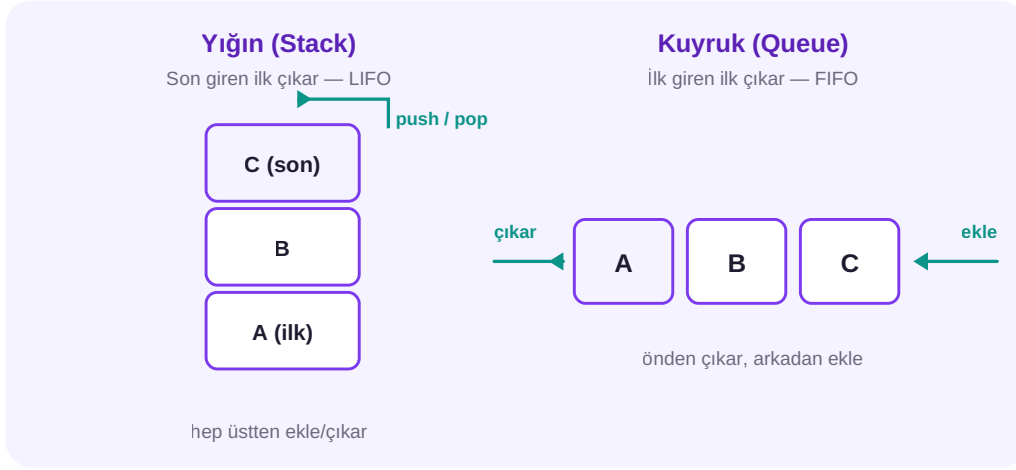 Yığın (Stack)
Son giren ilk çıkar — LIFO
push / pop
C (son)
B
A (ilk)
hep üstten ekle/çıkar
Kuyruk (Queue)
İlk giren ilk çıkar — FIFO
çıkar
A
B
C
ekle
önden çıkar, arkadan ekle